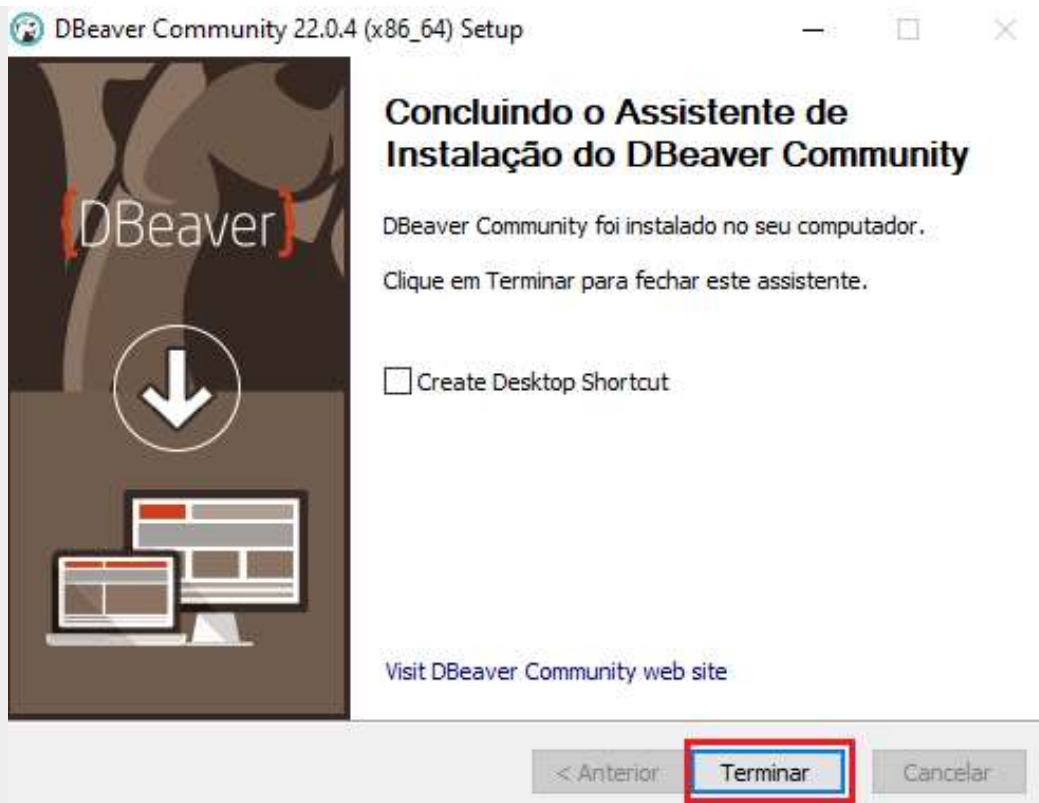 DBeaver Community 22.0.4 (x86_64) Setup
Concluindo o Assistente de
Instalação do DBeaver Community
{DBeaver}
DBeaver Community foi instalado no seu computador.
Clique em Terminar para fechar este assistente.
Create Desktop Shortcut
Visit DBeaver Community web site
< Anterior
Terminar
Cancelar